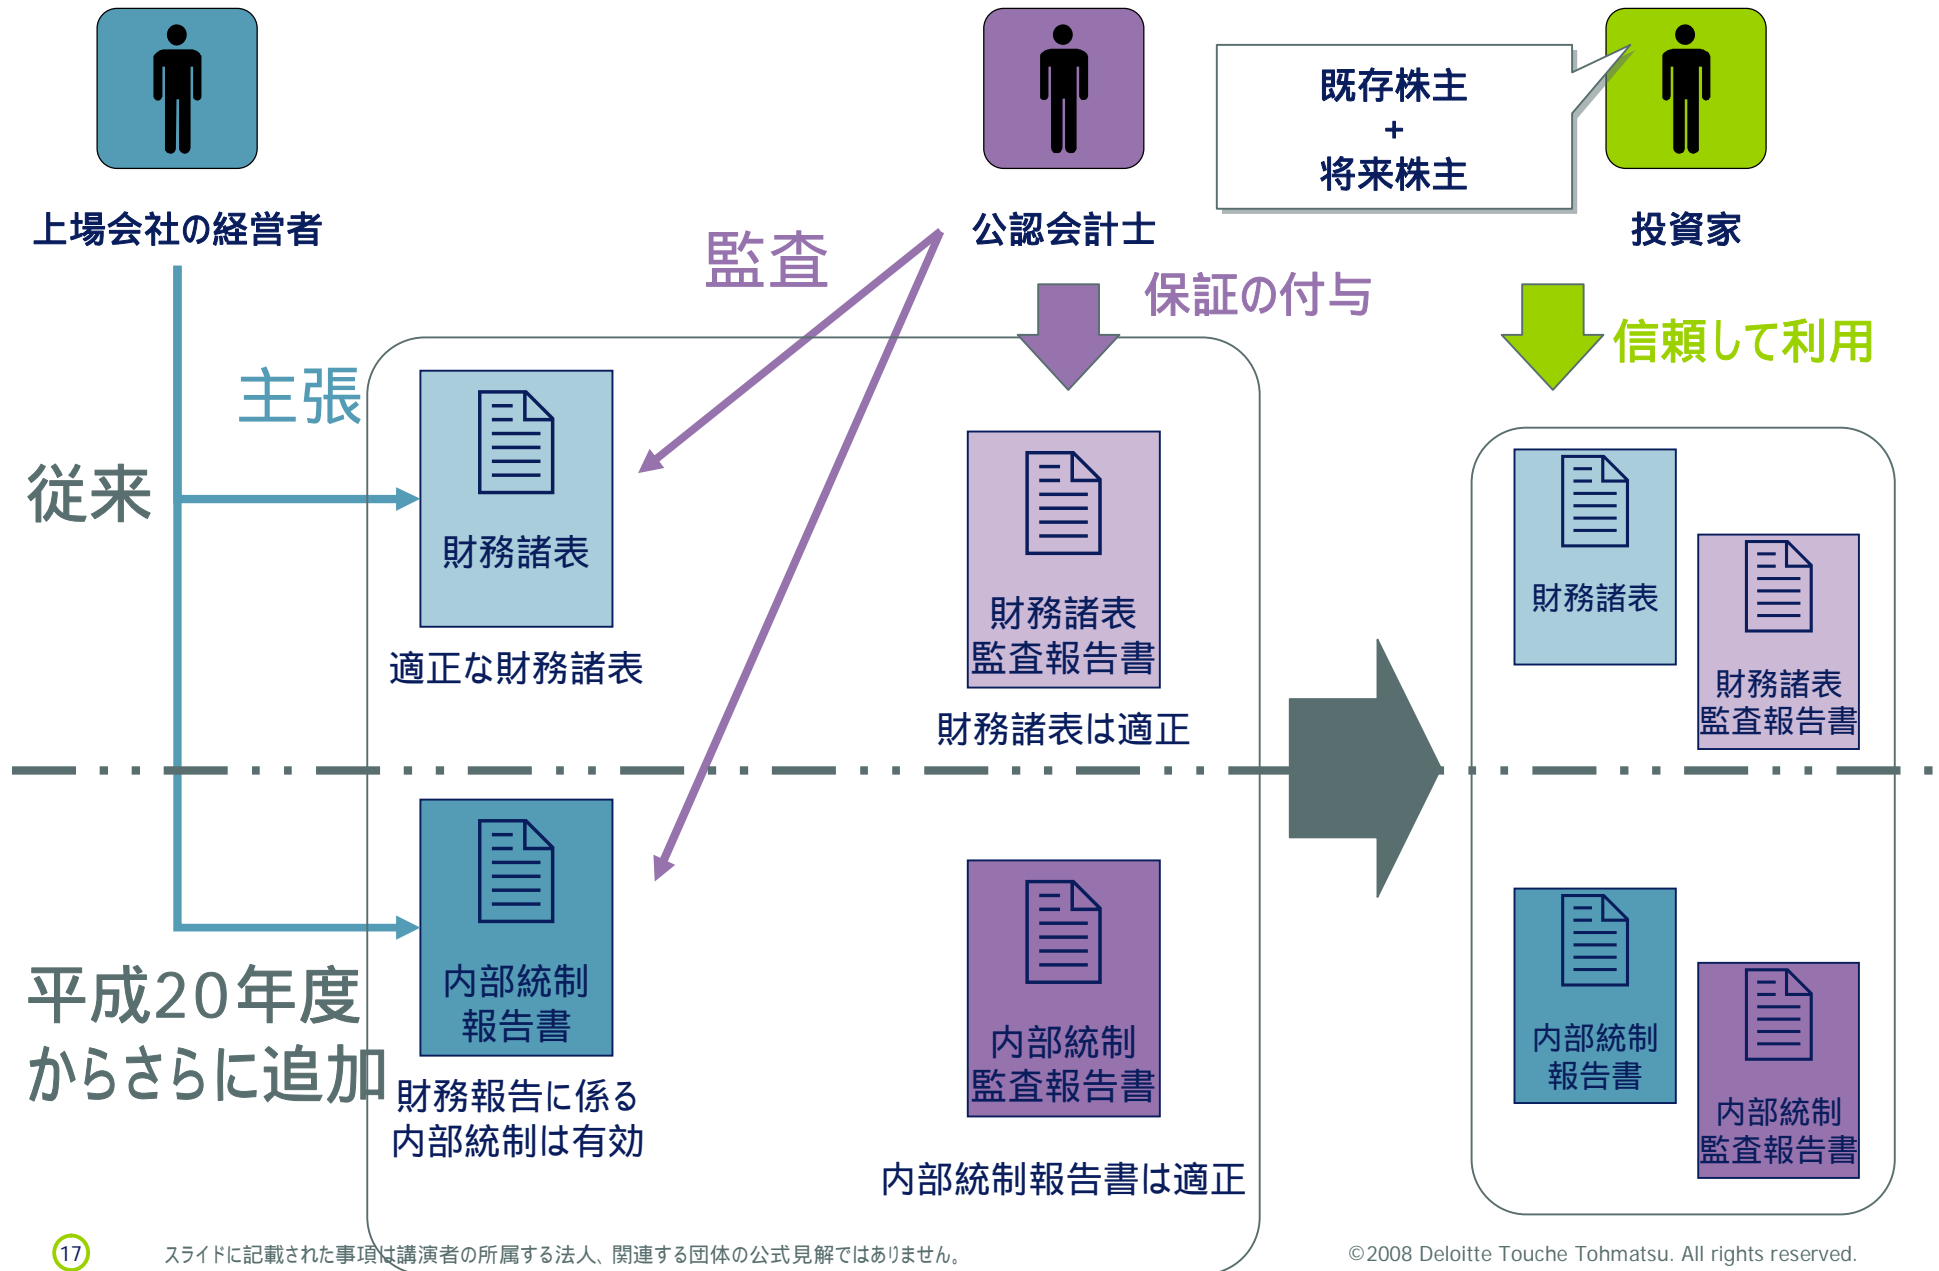 既存株主
+
将来株主
上場会社の経営者
公認会計士
投資家
監査
保証の付与
信頼して利用
主張
従来
財務諸表
適正な財務諸表
財務諸表
監査報告書
財務諸表は適正
財務諸表
財務諸表
監査報告書
平成20年度
からさらに追加
内部統制
報告書
財務報告に係る
内部統制は有効
内部統制
監査報告書
内部統制報告書は適正
内部統制
報告書
内部統制
監査報告書
17
スライドに記載された事項は講演者の所属する法人、関連する団体の公式見解ではありません。
©2008 Deloitte Touche Tohmatsu. All rights reserved.